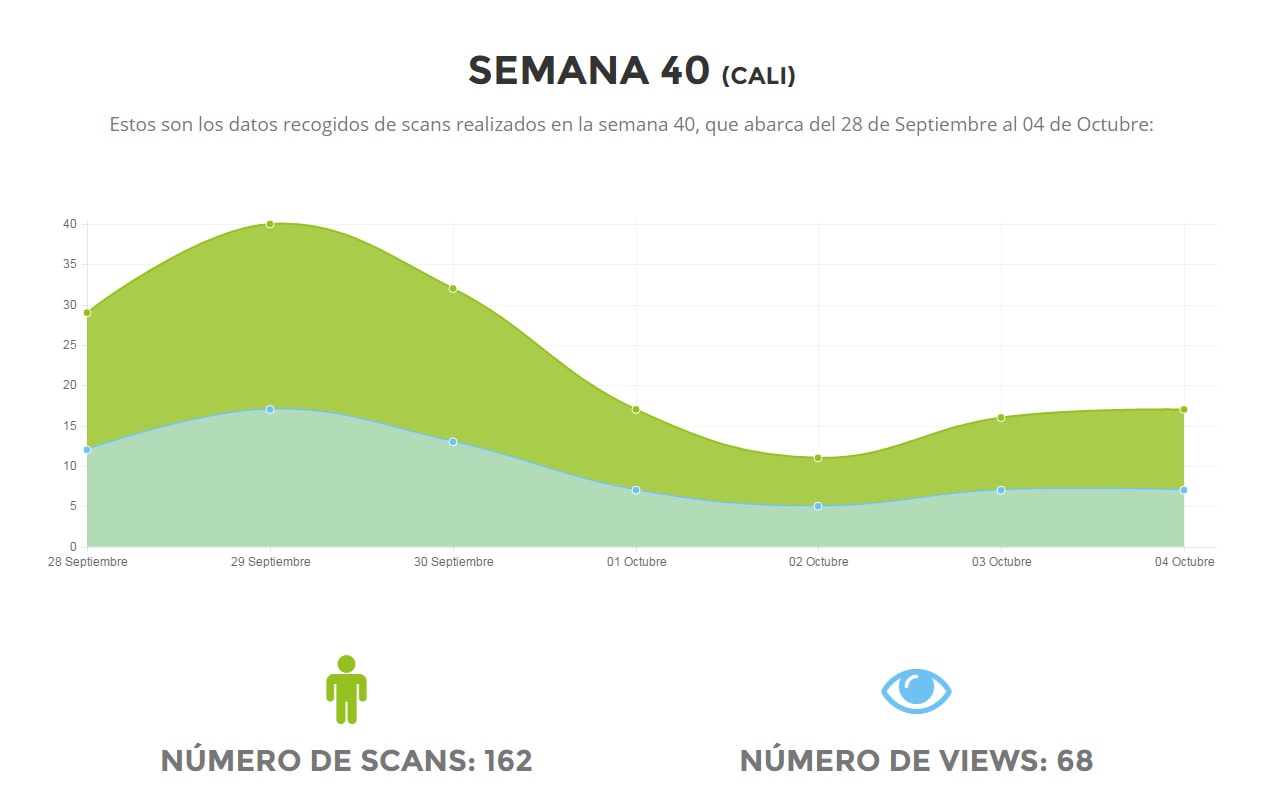 SEMANA 40 (CALI)
Estos son los datos recogidos de scans realizados en la semana 40, que abarca del 28 de Septiembre al 04 de Octubre:
40
35
30
25
20
15
10
5
0
28 Septiembre 29 Septiembre 30 Septiembre 01 Octubre 02 Octubre 03 Octubre 04 Octubre
NÚMERO DE SCANS: 162 NÚMERO DE VIEWS: 68